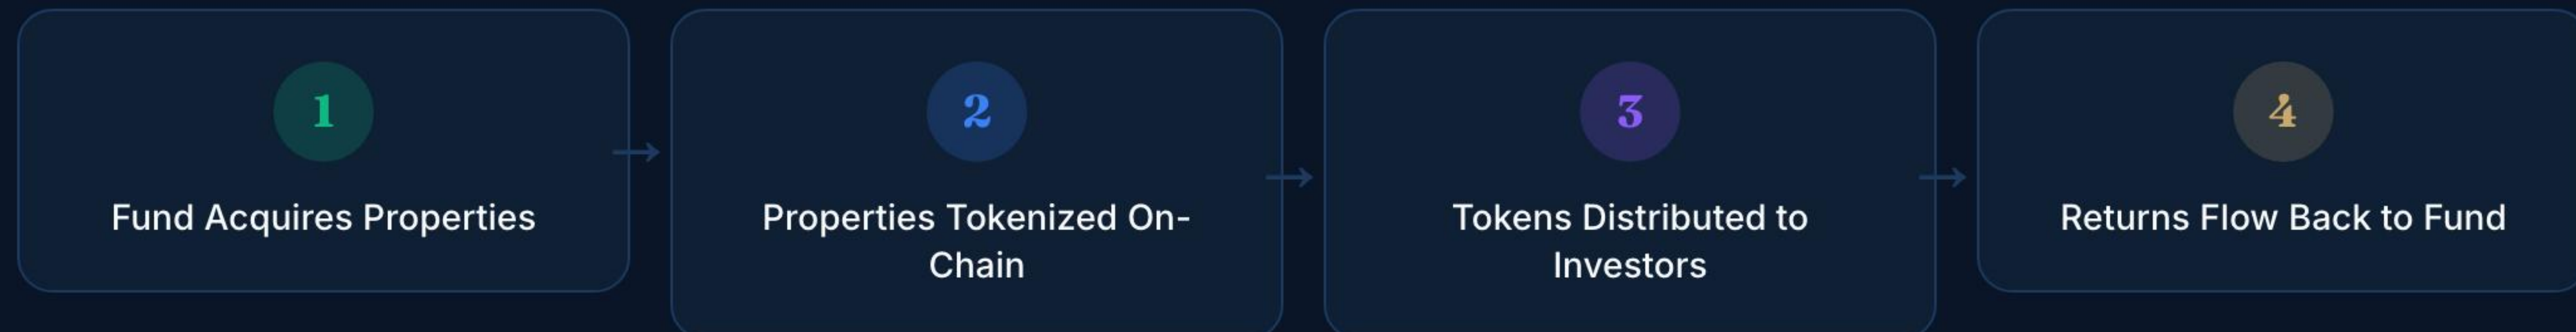 1
Fund Acquires Properties
2
Properties Tokenized On-
Chain
3
Tokens Distributed to
Investors
4
Returns Flow Back to Fund